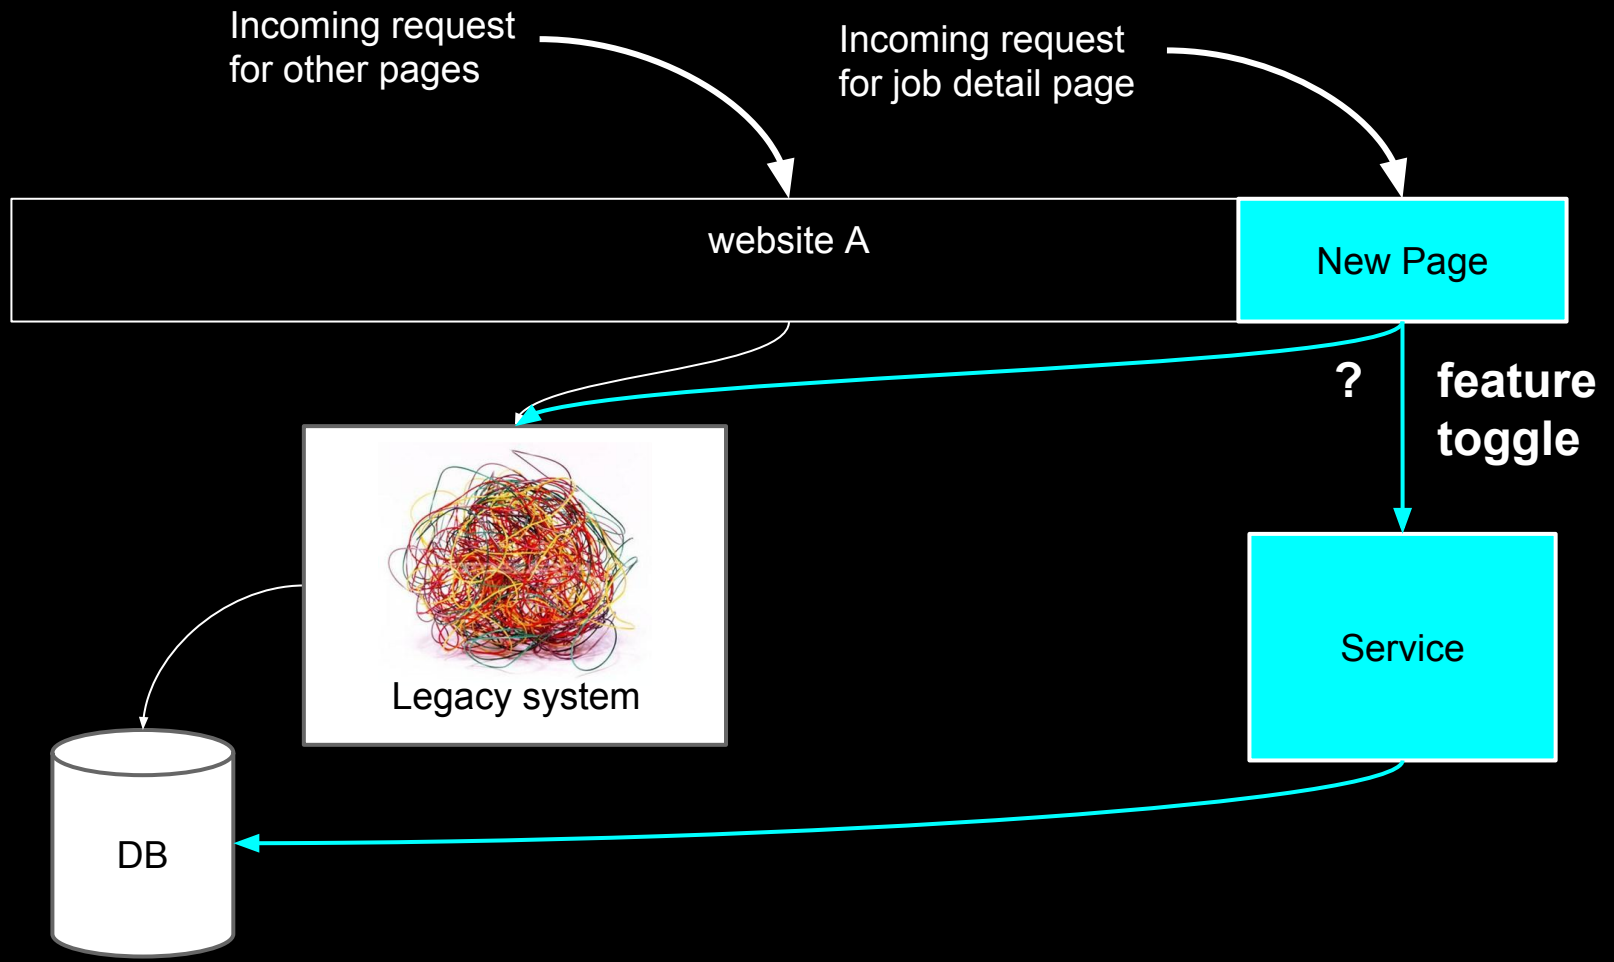 Incoming request
for other pages
Incoming request
for job detail page
website A
New Page
?
feature
toggle
Legacy system
Service
DB